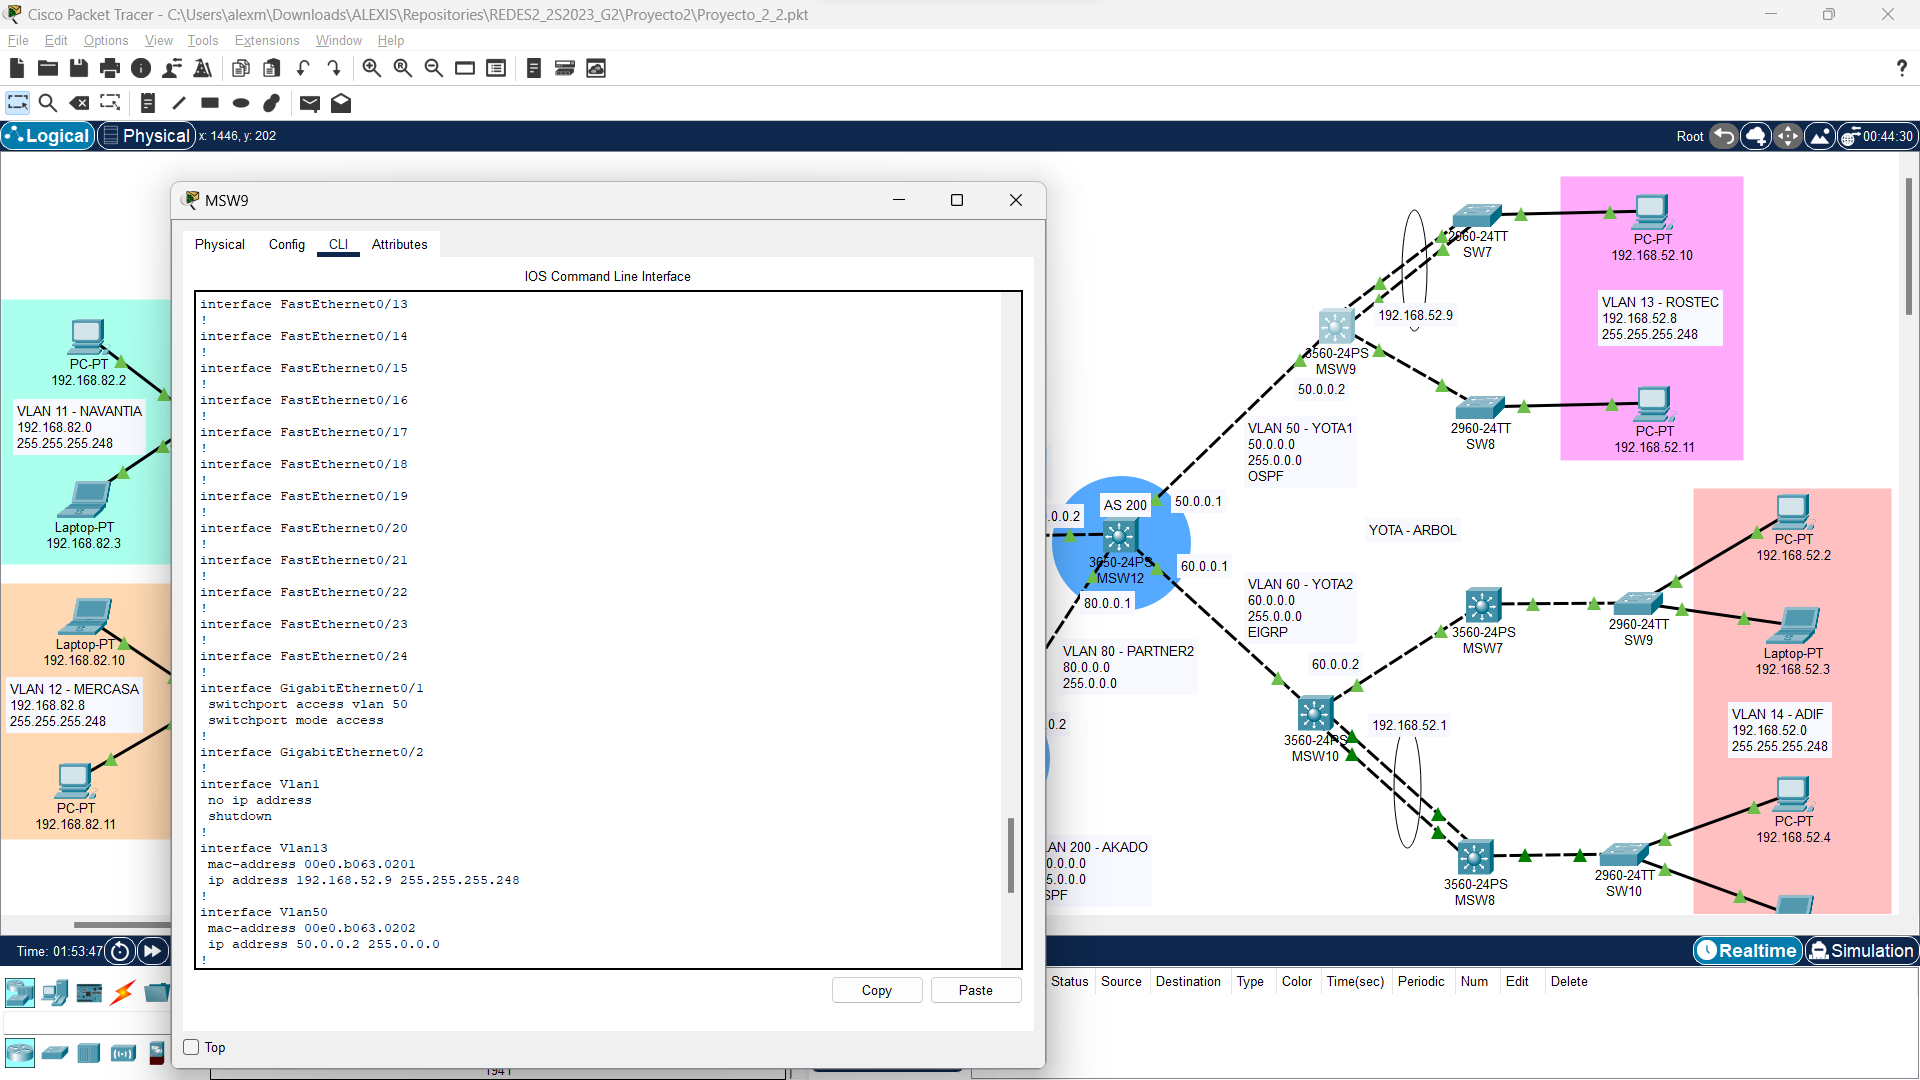 Cisco Packet Tracer - C:\Users\alexm\Downloads\ALEXIS\Repositories\REDES2_2S2023_G2\Proyecto2\Proyecto_2_2.pkt
File Edit Options View Tools Extensions Window Help
?
Logical Physical x: 1446, y: 202
Root 00:44:30
MSW9
Physical Config CLI Attributes
IOS Command Line Interface
interface FastEthernet0/13
!
interface FastEthernet0/14
!
interface FastEthernet0/15
!
interface FastEthernet0/16
!
interface FastEthernet0/17
!
interface FastEthernet0/18
!
interface FastEthernet0/19
!
interface FastEthernet0/20
!
interface FastEthernet0/21
!
interface FastEthernet0/22
!
interface FastEthernet0/23
!
interface FastEthernet0/24
!
interface GigabitEthernet0/1
switchport access vlan 50
switchport mode access
!
interface GigabitEthernet0/2
!
interface Vlan1
no ip address
shutdown
!
interface Vlan13
mac-address 00e0.b063.0201
ip address 192.168.52.9 255.255.255.248
!
interface Vlan50
mac-address 00e0.b063.0202
ip address 50.0.0.2 255.0.0.0
!
Copy Paste
Top
PC-PT
192.168.82.2
VLAN 11 - NAVANTIA
192.168.82.0
255.255.255.248
Laptop-PT
192.168.82.3
Laptop-PT
192.168.82.10
VLAN 12 - MERCASA
192.168.82.8
255.255.255.248
PC-PT
192.168.82.11
2960-24TT
SW7
PC-PT
192.168.52.10
192.168.52.9
VLAN 13 - ROSTEC
192.168.52.8
255.255.255.248
3560-24PS
MSW9
50.0.0.2
2960-24TT
SW8
PC-PT
192.168.52.11
VLAN 50 - YOTA1
50.0.0.0
255.0.0.0
OSPF
AS 200
50.0.0.1
.0.0.2
3650-24PS
MSW12
60.0.0.1
80.0.0.1
YOTA - ARBOL
VLAN 60 - YOTA2
60.0.0.0
255.0.0.0
EIGRP
VLAN 80 - PARTNER2
80.0.0.0
255.0.0.0
60.0.0.2
0.2
3560-24PS
MSW7
2960-24TT
SW9
PC-PT
192.168.52.2
Laptop-PT
192.168.52.3
3560-24PS
MSW10
192.168.52.1
VLAN 14 - ADIF
192.168.52.0
255.255.255.248
PC-PT
192.168.52.4
AN 200 - AKADO
0.0.0.0
5.0.0.0
SPF
3560-24PS
MSW8
2960-24TT
SW10
Time: 01:53:47
Realtime Simulation
Status Source Destination Type Color Time(sec) Periodic Num Edit Delete
1941